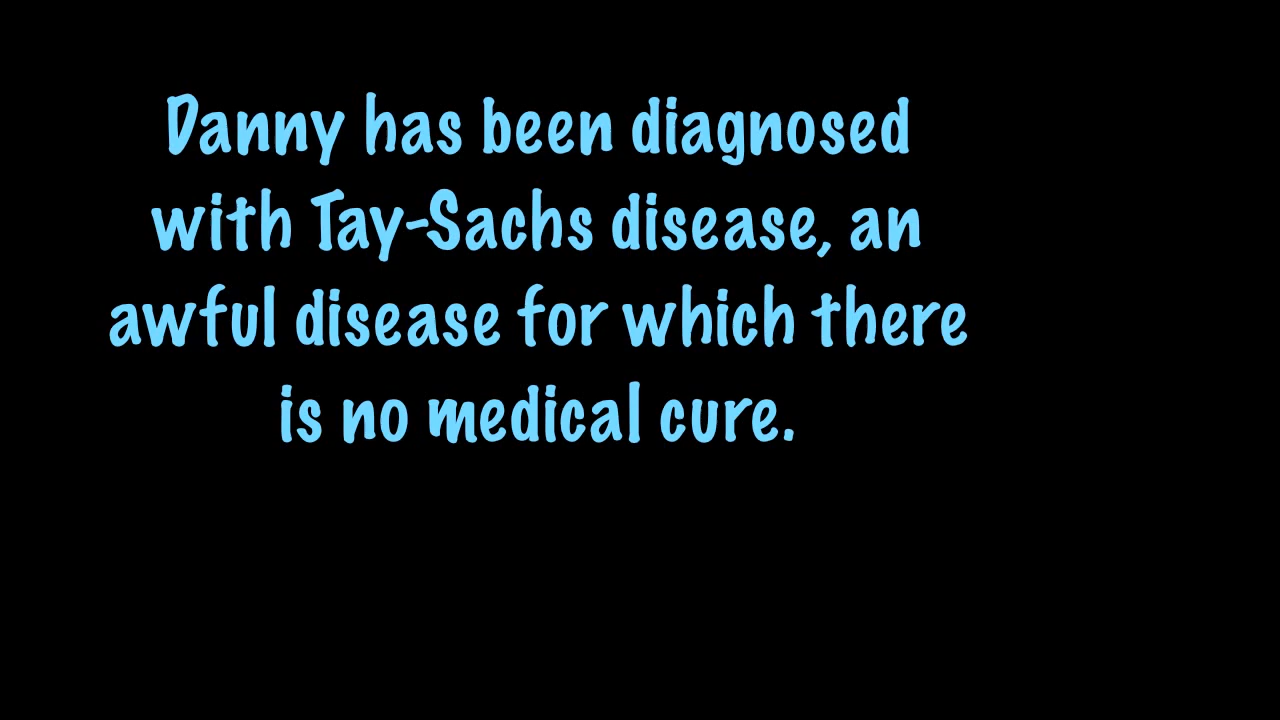 Danny has been diagnosed
with Tay-Sachs disease, an
awful disease for which there
is no medical cure.